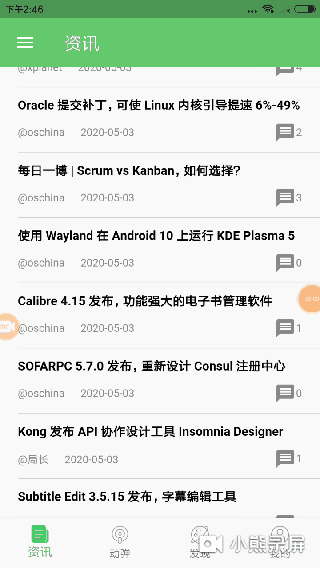 下午2:46
资讯
@xplanet 2020-05-03 4
Oracle 提交补丁，可使 Linux 内核引导提速 6%-49%
@oschina 2020-05-03 2
每日一博 | Scrum vs Kanban，如何选择？
@oschina 2020-05-03 3
使用 Wayland 在 Android 10 上运行 KDE Plasma 5
@oschina 2020-05-03 0
Calibre 4.15 发布，功能强大的电子书管理软件
@oschina 2020-05-03 1
SOFARPC 5.7.0 发布，重新设计 Consul 注册中心
@oschina 2020-05-03 0
Kong 发布 API 协作设计工具 Insomnia Designer
@局长 2020-05-03 1
Subtitle Edit 3.5.15 发布，字幕编辑工具
资讯 动弹 发现 我的
小熊录屏